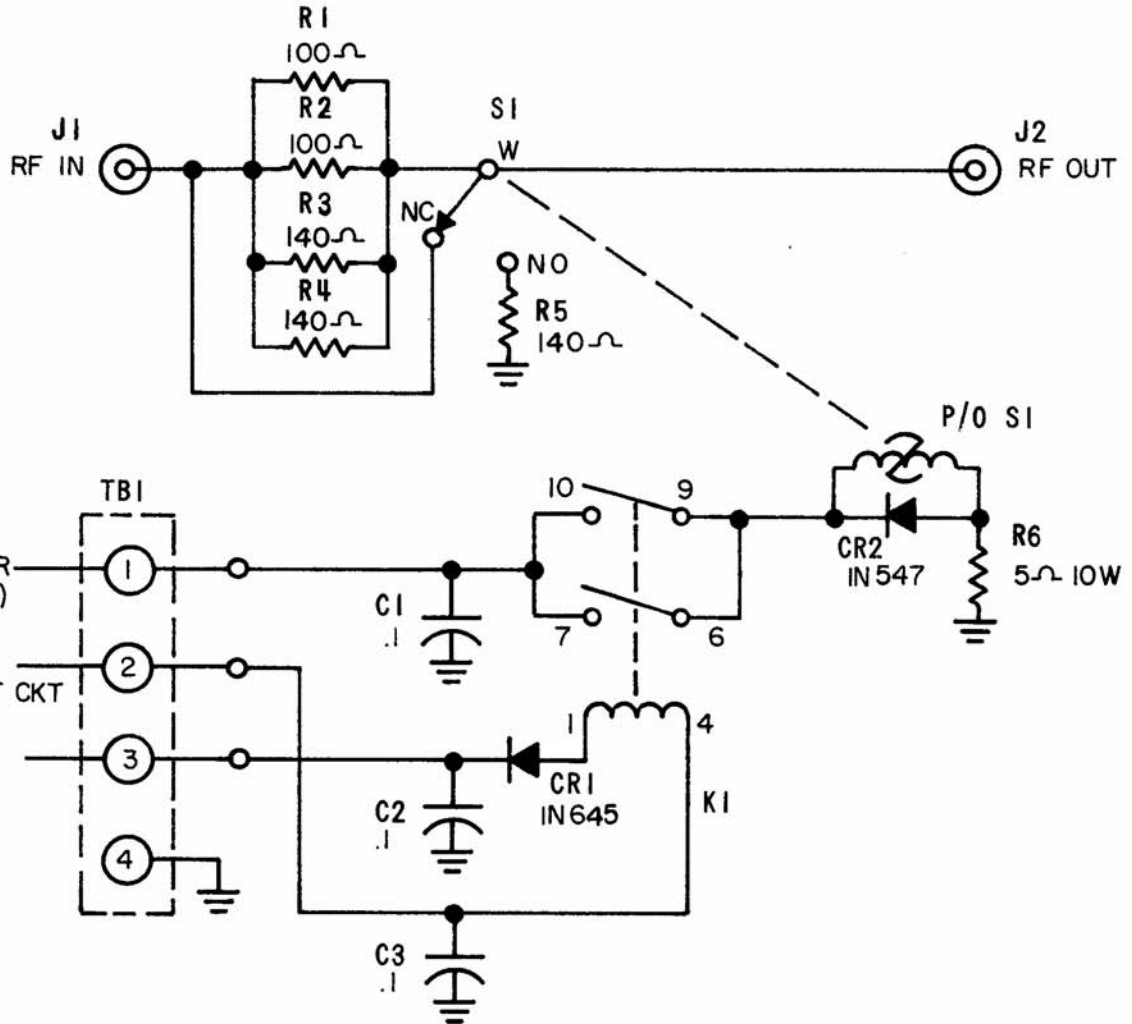 R1
100Ω
R2
100Ω
R3
140Ω
R4
140Ω
J1
RF IN
S1
W
NC
NO
R5
140Ω
J2
RF OUT
P/O S1
TB1
1
2
3
4
R
)
T CKT
C1
.1
10
9
7
6
CR2
IN547
R6
5Ω 10W
1
4
CR1
IN645
K1
C2
.1
C3
.1